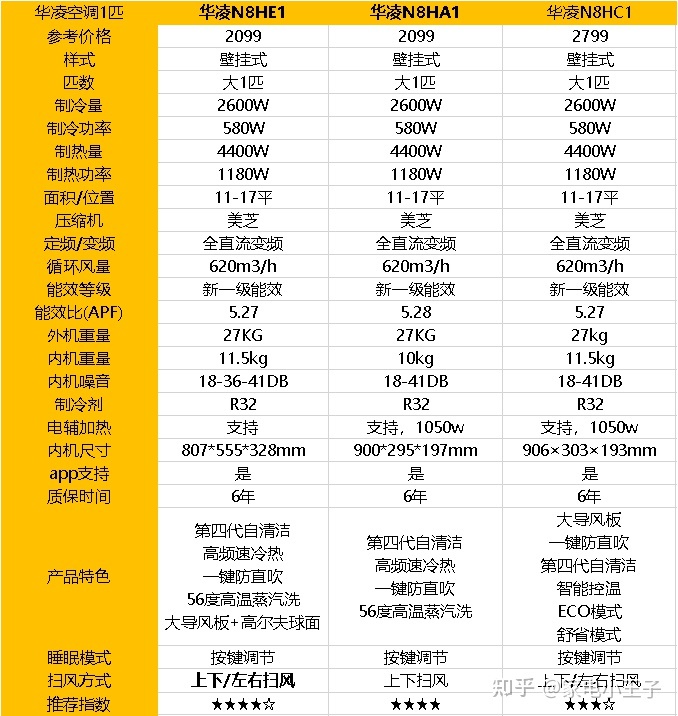 华凌空调1匹 华凌N8HE1 华凌N8HA1 华凌N8HC1
参考价格 2099 2099 2799
样式 壁挂式 壁挂式 壁挂式
匹数 大1匹 大1匹 大1匹
制冷量 2600W 2600W 2600W
制冷功率 580W 580W 580W
制热量 4400W 4400W 4400W
制热功率 1180W 1180W 1180W
面积/位置 11-17平 11-17平 11-17平
压缩机 美芝 美芝 美芝
定频/变频 全直流变频 全直流变频 全直流变频
循环风量 620m3/h 620m3/h 620m3/h
能效等级 新一级能效 新一级能效 新一级能效
能效比(APF) 5.27 5.28 5.27
外机重量 27KG 27KG 27kg
内机重量 11.5kg 10kg 11.5kg
内机噪音 18-36-41DB 18-41DB 18-41DB
制冷剂 R32 R32 R32
电辅加热 支持 支持，1050w 支持，1050w
内机尺寸 807*555*328mm 900*295*197mm 906×303×193mm
app支持 是 是 是
质保时间 6年 6年 6年
产品特色
第四代自清洁
高频速冷热
一键防直吹
56度高温蒸汽洗
大导风板+高尔夫球面
第四代自清洁
高频速冷热
一键防直吹
56度高温蒸汽洗
大导风板
一键防直吹
第四代自清洁
智能控温
ECO模式
舒省模式
睡眠模式 按键调节 按键调节 按键调节
扫风方式 上下/左右扫风 上下扫风 上下/左右扫风
推荐指数 ★★★★☆ ★★★★ ★★★☆
知乎 @家电小王子